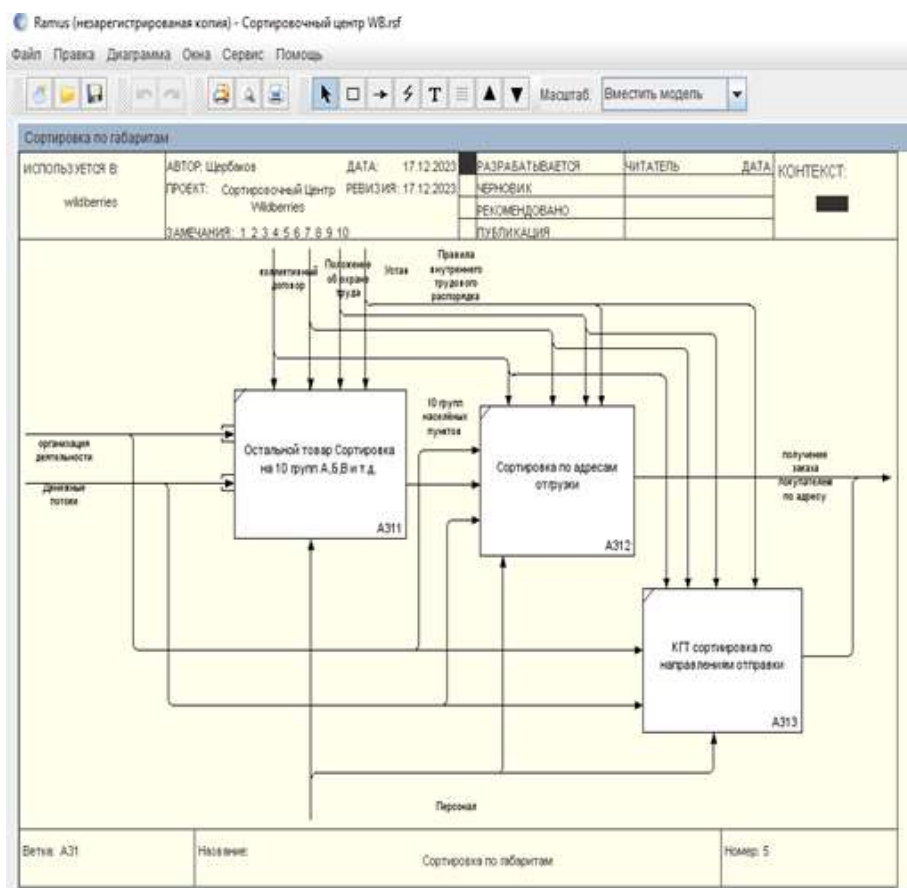 Ramus (незарегистрированая копия) - Сортировочный центр WB.rsf
Файл Правка Диаграмма Окна Сервис Помощь
T Масштаб: Вместить модель
Сортировка по габаритам
ИСПОЛЬЗУЕТСЯ В:
wildberries
АВТОР: Щербаков
ДАТА: 17.12.2023
ПРОЕКТ: Сортировочный Центр
Wildberries
РЕВИЗИЯ: 17.12.2023
ЗАМЕЧАНИЯ: 1 2 3 4 5 6 7 8 9 10
РАЗРАБАТЫВАЕТСЯ
ЧЕРНОВИК
РЕКОМЕНДОВАНО
ПУБЛИКАЦИЯ
ЧИТАТЕЛЬ
ДАТА
КОНТЕКСТ:
коллективный
договор
Положение
об охране
труда
Устав
Правила
внутреннего
трудового
распорядка
организация
деятельности
Денежные
потоки
Остальной товар Сортировка
на 10 групп А,Б,В и т.д.
A311
10 групп
населённых
пунктов
Сортировка по адресам
отгрузки
A312
получение
заказа
покупателем
по адресу
КГТ сортиеровка по
направлениям отправки
A313
Персонал
Ветка: A31
Название:
Сортировка по габаритам
Номер: 5